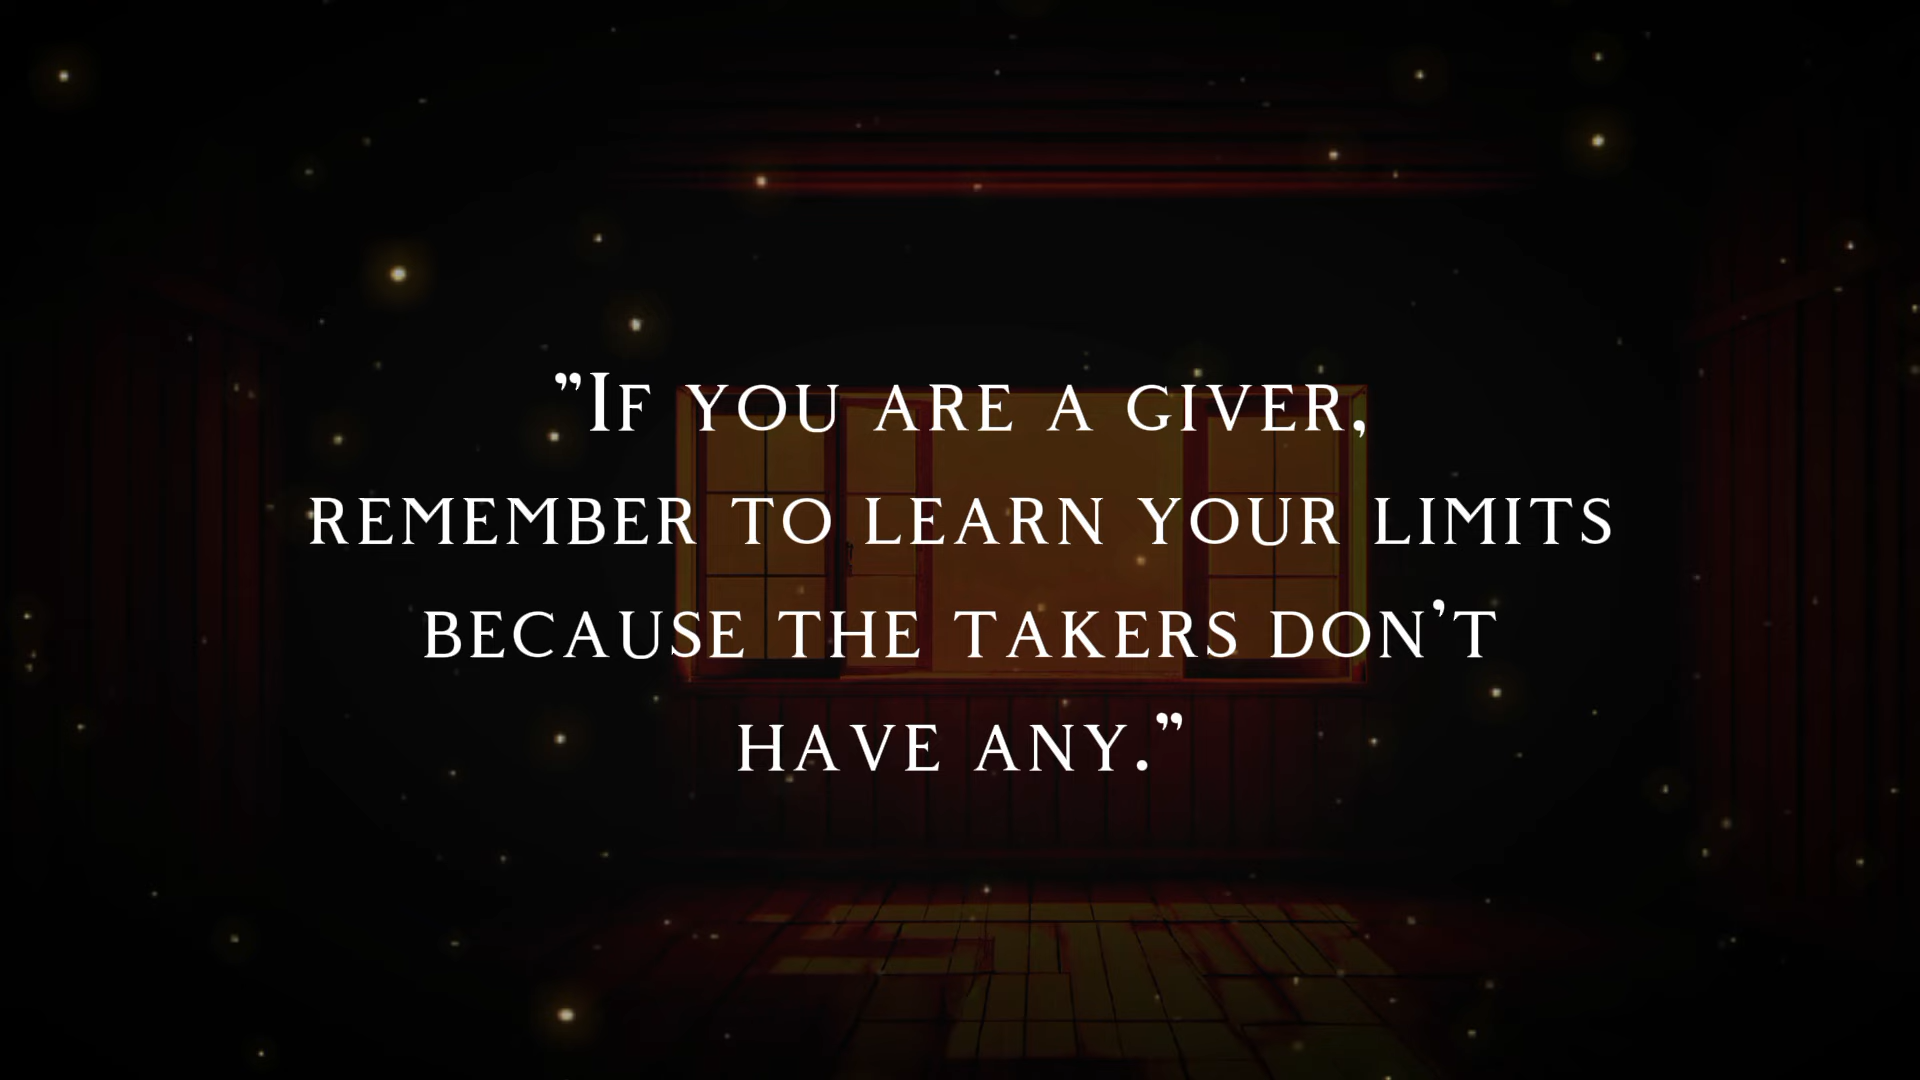 ”If you are a giver,
remember to learn your limits
because the takers don’t
have any.”